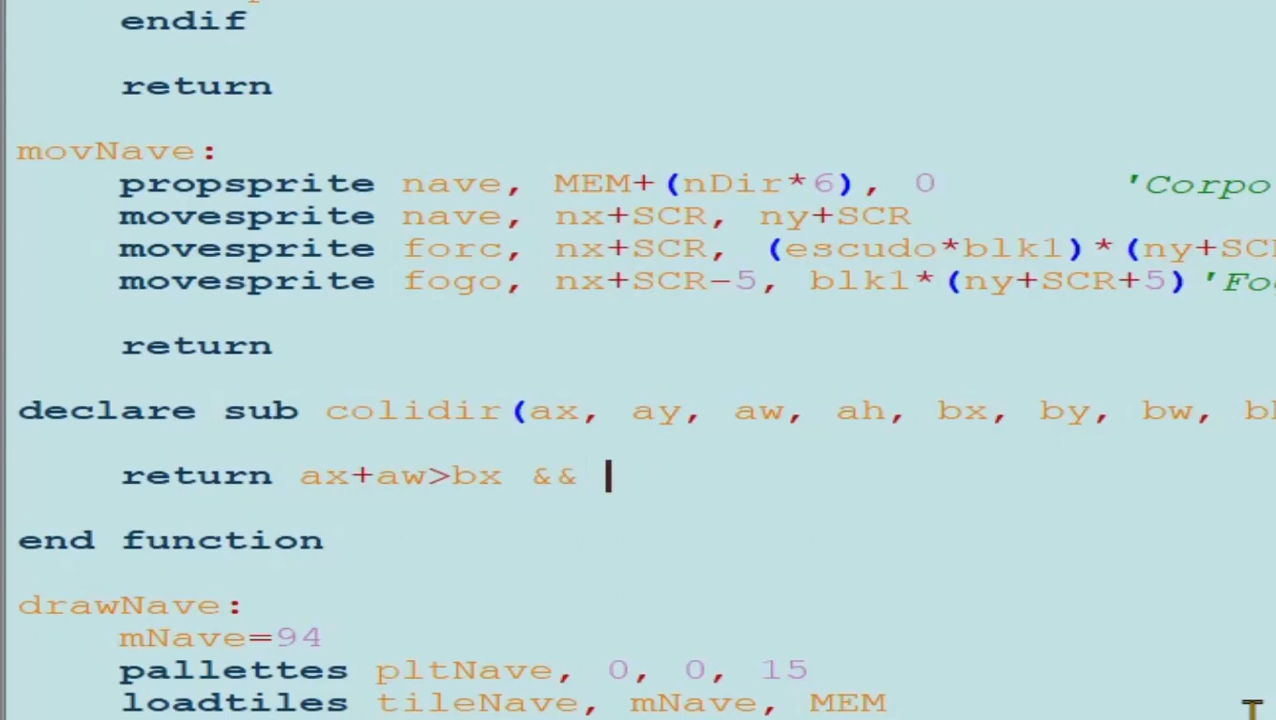 endif
return
movNave:
propsprite nave, MEM+(nDir*6), 0 'Corpo
movesprite nave, nx+SCR, ny+SCR
movesprite forc, nx+SCR, (escudo*blk1)*(ny+SC
movesprite fogo, nx+SCR-5, blk1*(ny+SCR+5) 'Fo
return
declare sub colidir(ax, ay, aw, ah, bx, by, bw, b
return ax+aw>bx &&
end function
drawNave:
mNave=94
pallettes pltNave, 0, 0, 15
loadtiles tileNave, mNave, MEM